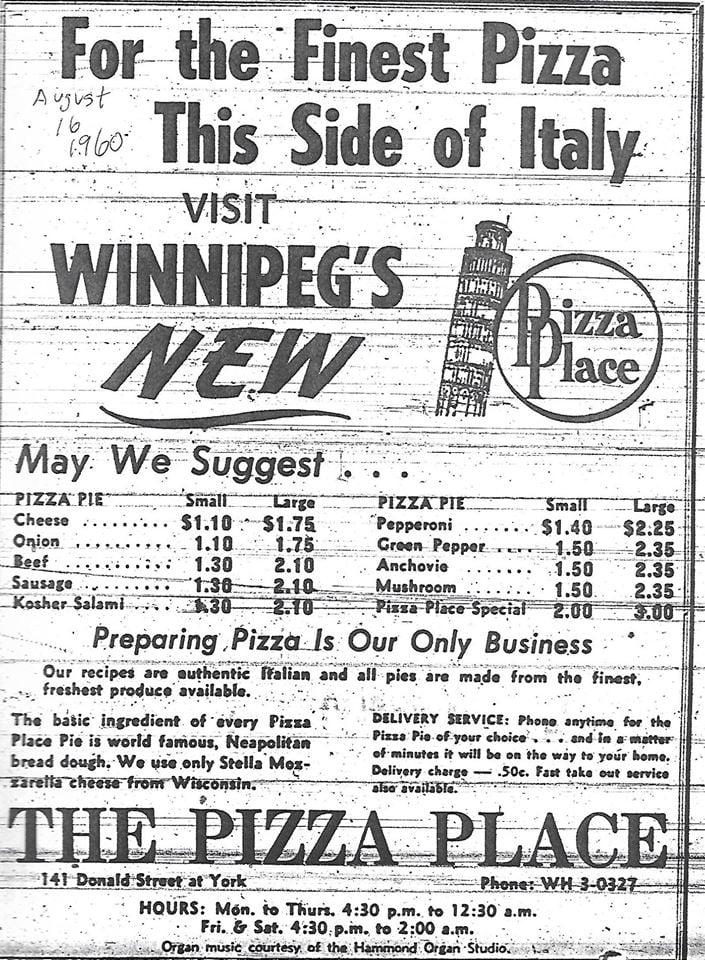 For the Finest Pizza
August 16 1960
This Side of Italy
VISIT
WINNIPEG'S
NEW
Pizza
Place
May We Suggest . . .
PIZZA PIE Small Large
Cheese ......... $1.10 $1.75
Onion .......... 1.10 1.75
Beef ........... 1.30 2.10
Sausage ........ 1.30 2.10
Kosher Salami .... 1.30 2.10
PIZZA PIE Small Large
Pepperoni ....... $1.40 $2.25
Green Pepper .... 1.50 2.35
Anchovie ........ 1.50 2.35
Mushroom ........ 1.50 2.35
Pizza Place Special 2.00 3.00
Preparing Pizza Is Our Only Business
Our recipes are authentic Italian and all pies are made from the finest,
freshest produce available.
The basic ingredient of every Pizza
Place Pie is world famous, Neapolitan
bread dough. We use only Stella Moz-
zarella cheese from Wisconsin.
DELIVERY SERVICE: Phone anytime for the
Pizza Pie of your choice . . . and in a matter
of minutes it will be on the way to your home.
Delivery charge — .50c. Fast take out service
also available.
THE PIZZA PLACE
141 Donald Street at York Phone: WH 3-0327
HOURS: Mon. to Thurs. 4:30 p.m. to 12:30 a.m.
Fri. & Sat. 4:30 p.m. to 2:00 a.m.
Organ music courtesy of the Hammond Organ Studio.